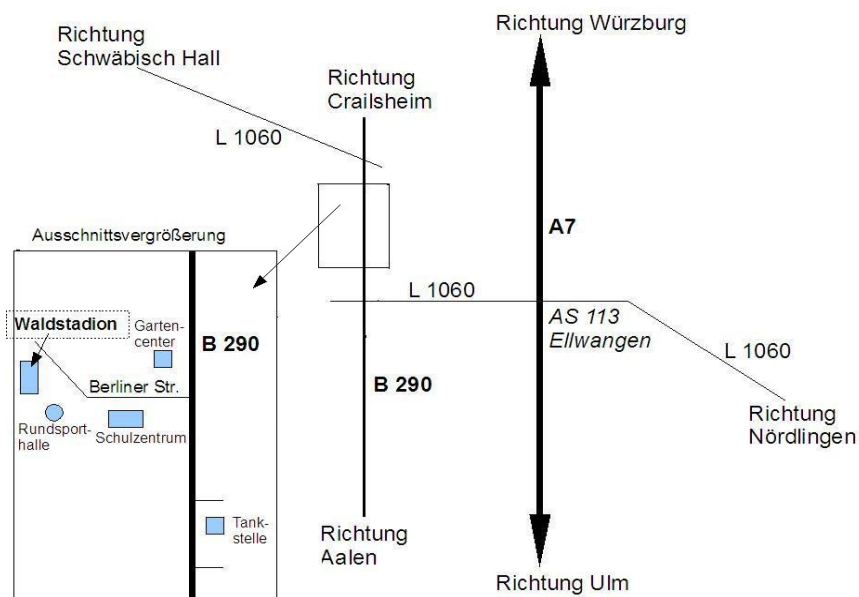 Richtung Würzburg
Richtung
Schwäbisch Hall
Richtung
Crailsheim
L 1060
A7
Ausschnittsvergrößerung
L 1060
Waldstadion
Garten-
center
B 290
AS 113
Ellwangen
L 1060
Berliner Str.
B 290
Rundsport-
halle
Schulzentrum
Richtung
Nördlingen
Tank-
stelle
Richtung
Aalen
Richtung Ulm